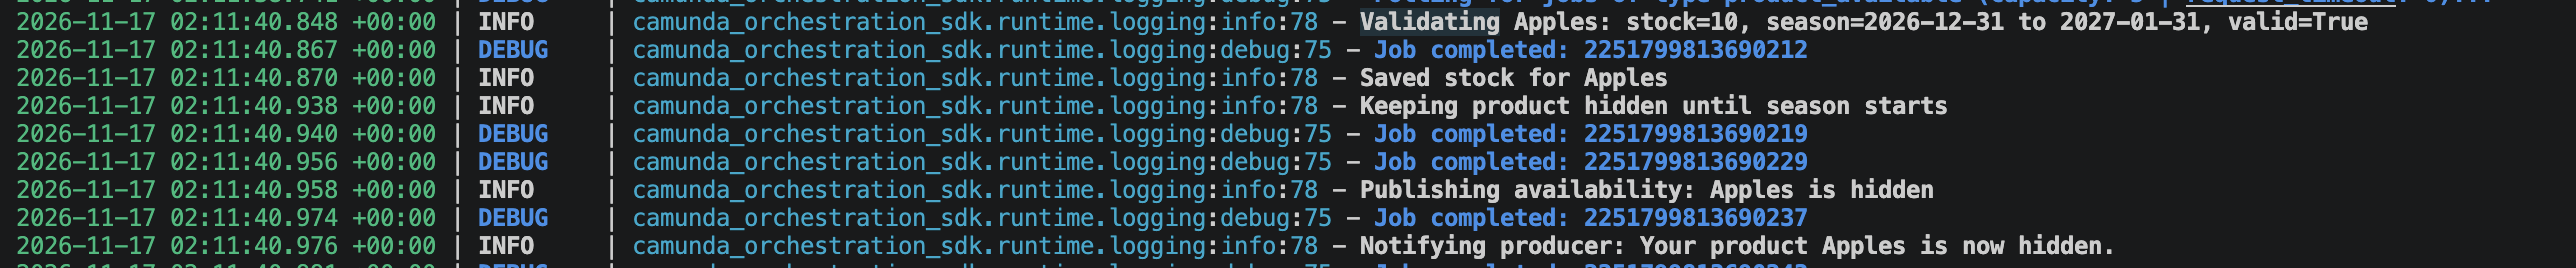 2026-11-17 02:11:40.848 +00:00 | INFO     | camunda_orchestration_sdk.runtime.logging:info:78 - Validating Apples: stock=10, season=2026-12-31 to 2027-01-31, valid=True
2026-11-17 02:11:40.867 +00:00 | DEBUG    | camunda_orchestration_sdk.runtime.logging:debug:75 - Job completed: 2251799813690212
2026-11-17 02:11:40.870 +00:00 | INFO     | camunda_orchestration_sdk.runtime.logging:info:78 - Saved stock for Apples
2026-11-17 02:11:40.938 +00:00 | INFO     | camunda_orchestration_sdk.runtime.logging:info:78 - Keeping product hidden until season starts
2026-11-17 02:11:40.940 +00:00 | DEBUG    | camunda_orchestration_sdk.runtime.logging:debug:75 - Job completed: 2251799813690219
2026-11-17 02:11:40.956 +00:00 | DEBUG    | camunda_orchestration_sdk.runtime.logging:debug:75 - Job completed: 2251799813690229
2026-11-17 02:11:40.958 +00:00 | INFO     | camunda_orchestration_sdk.runtime.logging:info:78 - Publishing availability: Apples is hidden
2026-11-17 02:11:40.974 +00:00 | DEBUG    | camunda_orchestration_sdk.runtime.logging:debug:75 - Job completed: 2251799813690237
2026-11-17 02:11:40.976 +00:00 | INFO     | camunda_orchestration_sdk.runtime.logging:info:78 - Notifying producer: Your product Apples is now hidden.